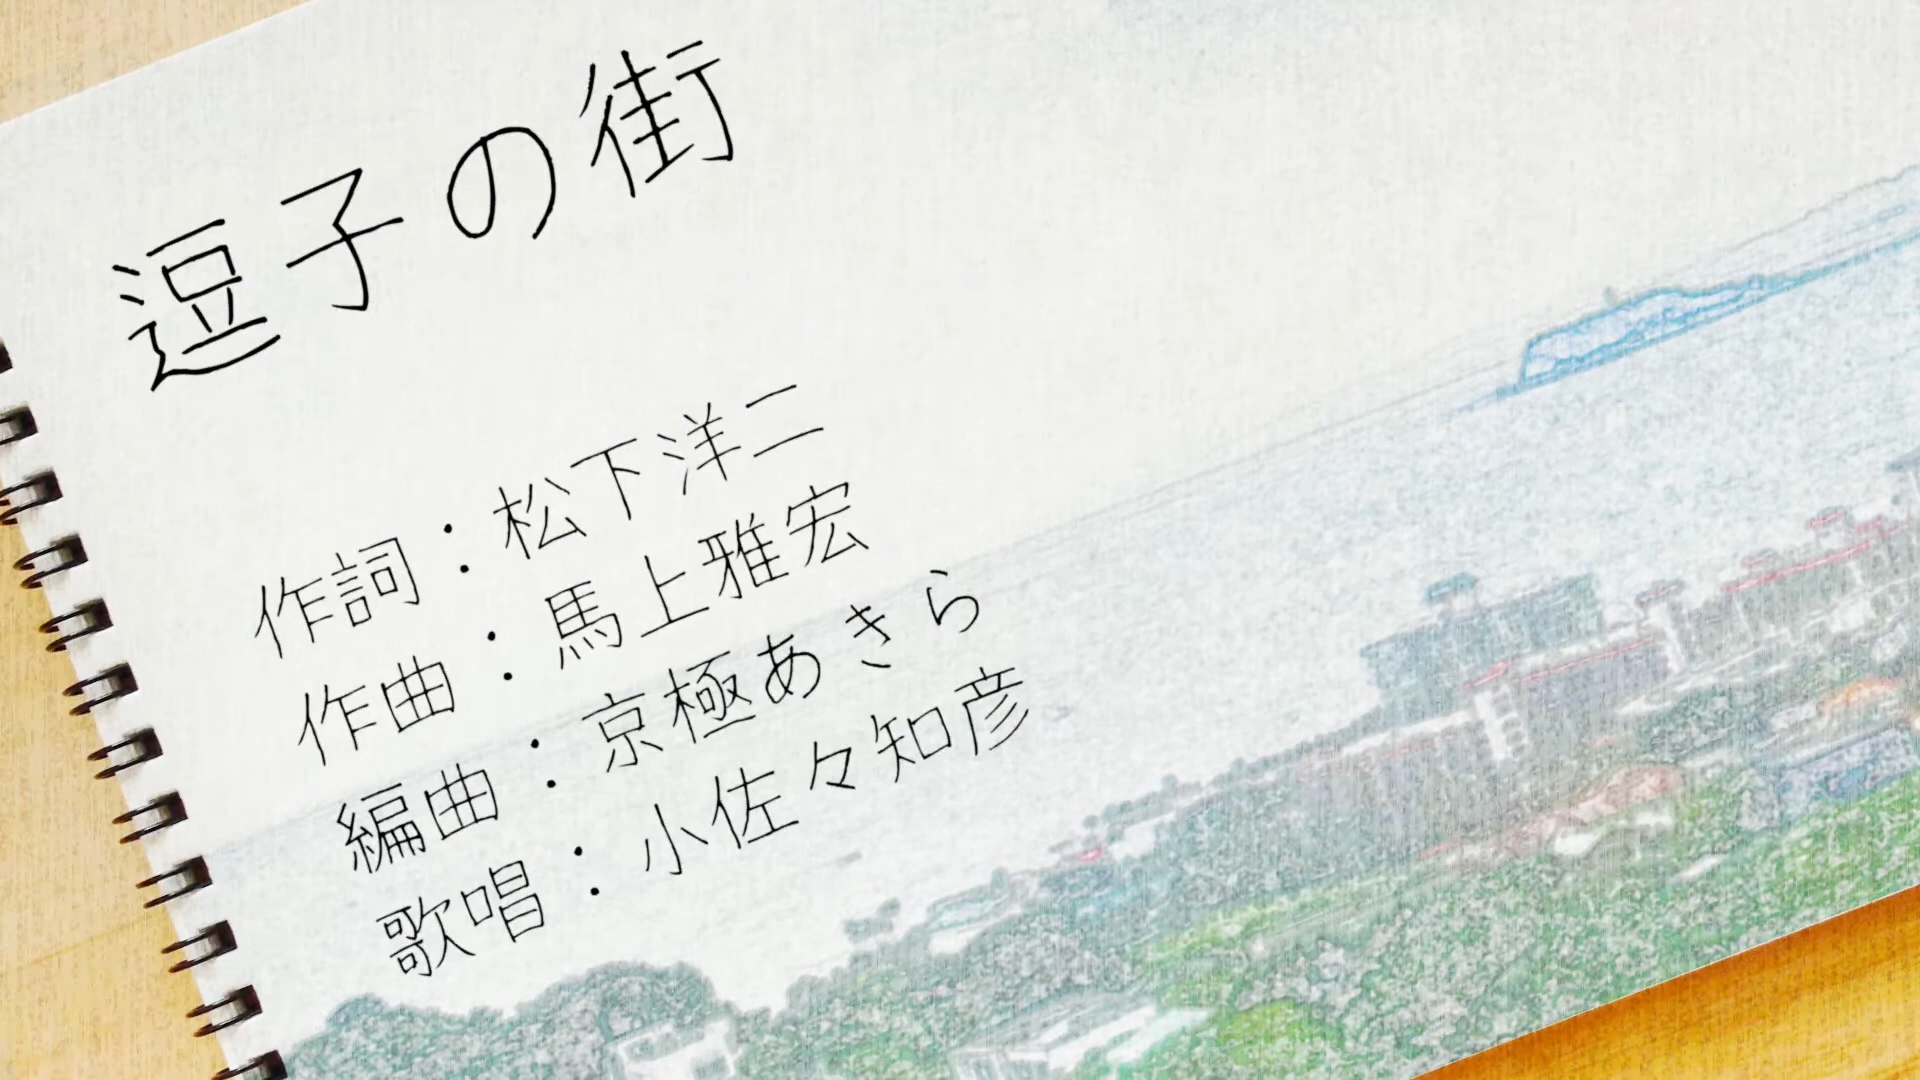 逗子の街
作詞：松下洋二
作曲：馬上雅宏
編曲：京極あきら
歌唱：小佐々知彦